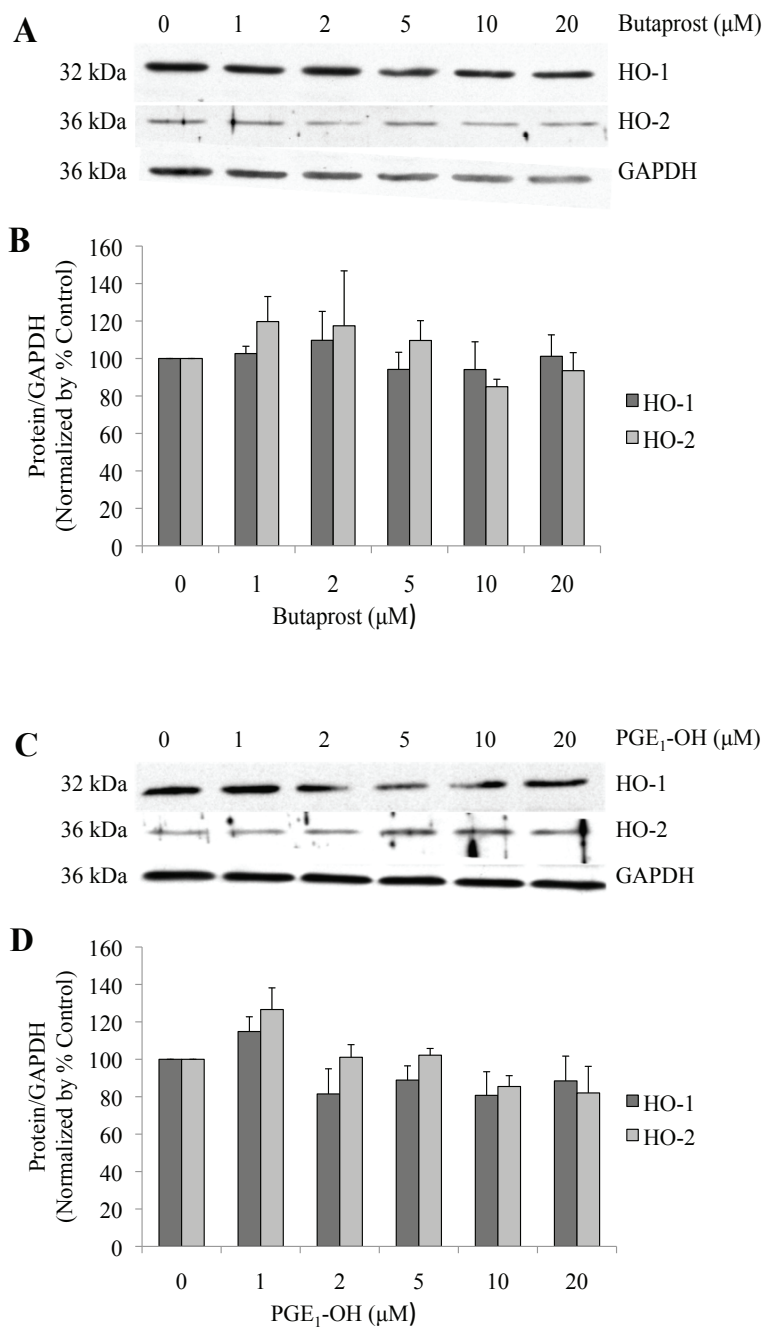 A
0 1 2 5 10 20 Butaprost (μM)
32 kDa HO-1
36 kDa HO-2
36 kDa GAPDH
B
Protein/GAPDH
(Normalized by % Control)
160
140
120
100
80
60
40
20
0
HO-1
HO-2
0 1 2 5 10 20
Butaprost (μM)
C
0 1 2 5 10 20 PGE₁-OH (μM)
32 kDa HO-1
36 kDa HO-2
36 kDa GAPDH
D
Protein/GAPDH
(Normalized by % Control)
160
140
120
100
80
60
40
20
0
HO-1
HO-2
0 1 2 5 10 20
PGE₁-OH (μM)